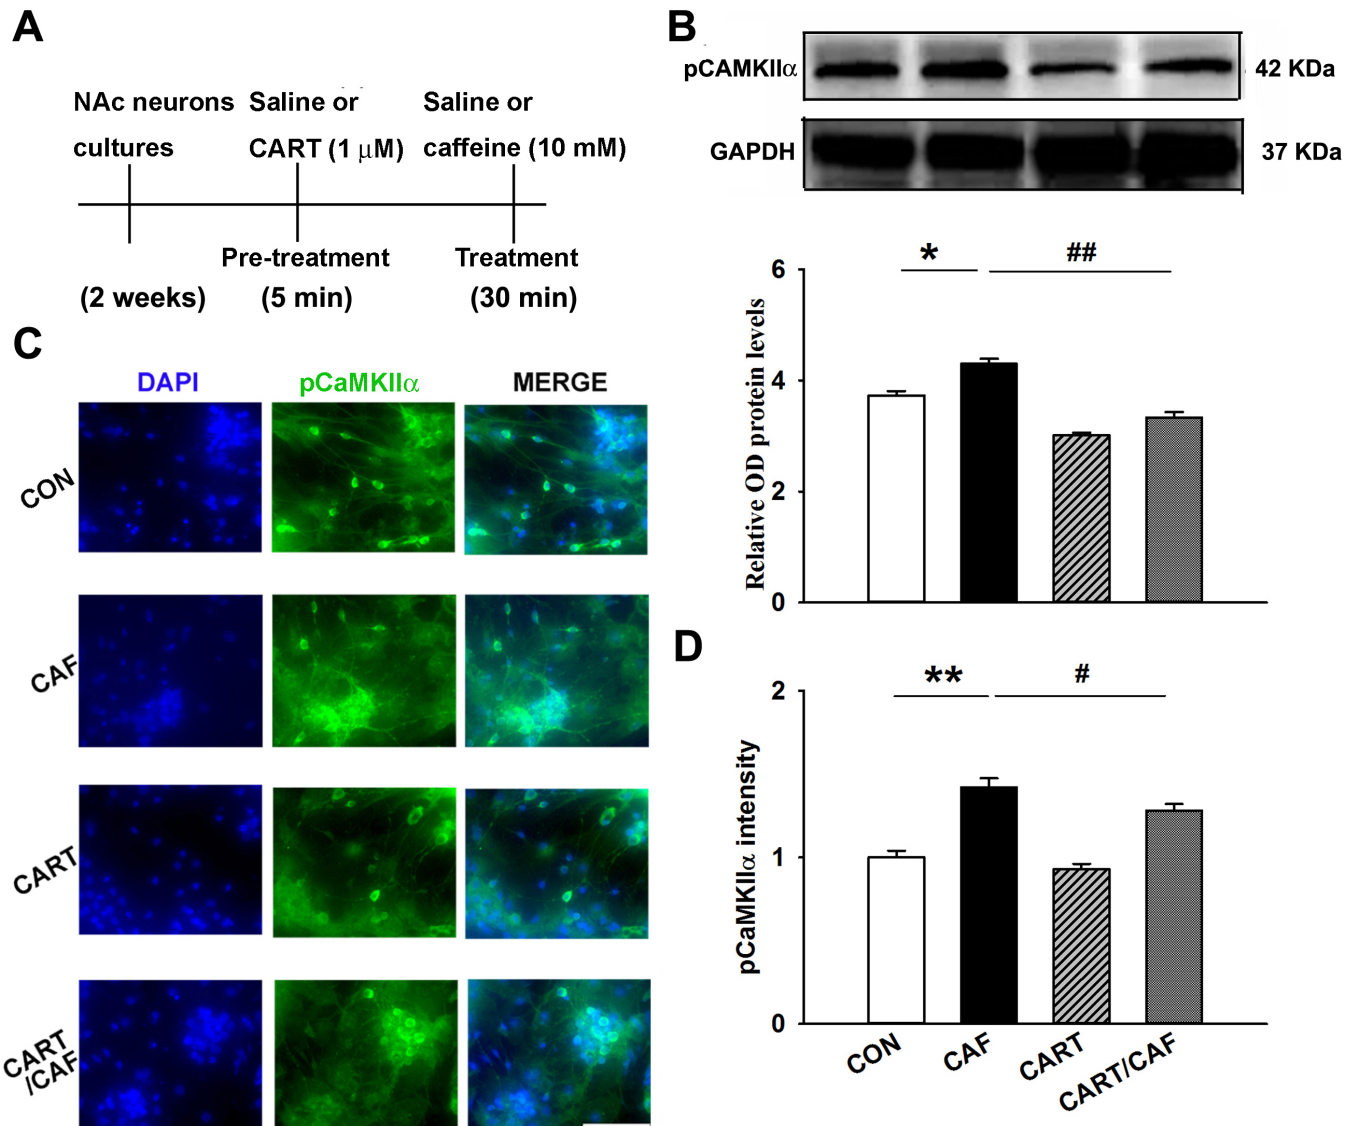 A
NAc neurons
cultures
Saline or
CART (1 μM)
Saline or
caffeine (10 mM)
Pre-treatment
Treatment
(2 weeks)
(5 min)
(30 min)
B
pCAMKIIα
42 KDa
GAPDH
37 KDa
*
##
6
4
2
0
Relative OD protein levels
C
DAPI
pCaMKIIα
MERGE
CON
CAF
CART
CART
/CAF
D
**
#
2
1
0
pCaMKIIα intensity
CON
CAF
CART
CART/CAF